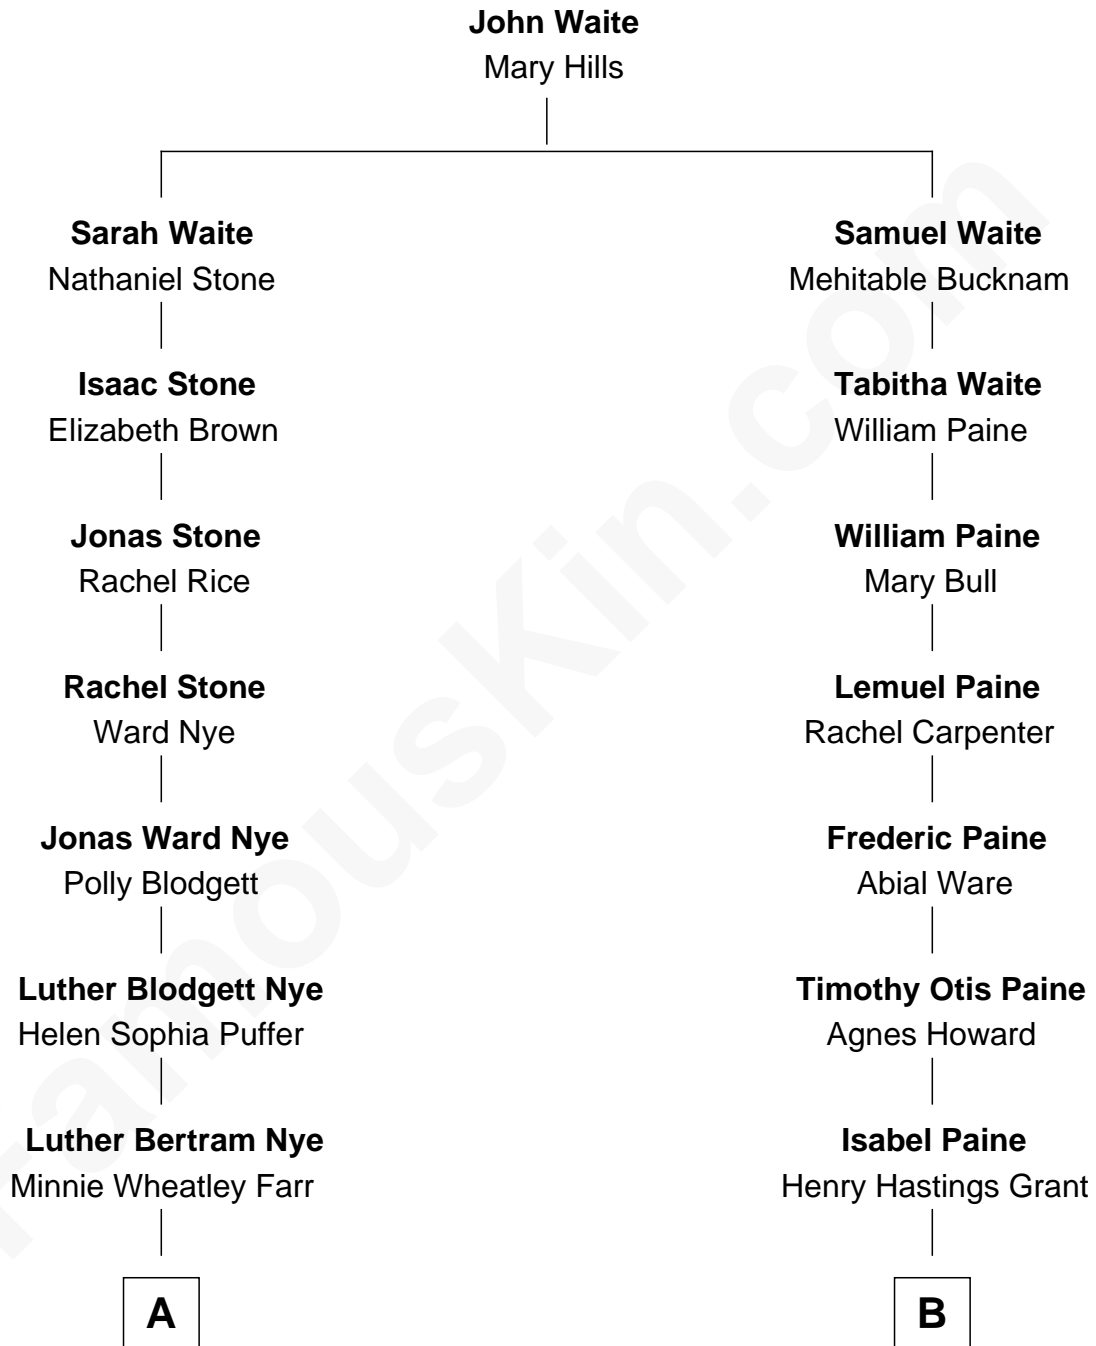 John Waite
Mary Hills
Sarah Waite
Nathaniel Stone
Samuel Waite
Mehitable Bucknam
Isaac Stone
Elizabeth Brown
Tabitha Waite
William Paine
Jonas Stone
Rachel Rice
William Paine
Mary Bull
Rachel Stone
Ward Nye
Lemuel Paine
Rachel Carpenter
Jonas Ward Nye
Polly Blodgett
Frederic Paine
Abial Ware
Luther Blodgett Nye
Helen Sophia Puffer
Timothy Otis Paine
Agnes Howard
Luther Bertram Nye
Minnie Wheatley Farr
Isabel Paine
Henry Hastings Grant
A
B
FamousKin.com